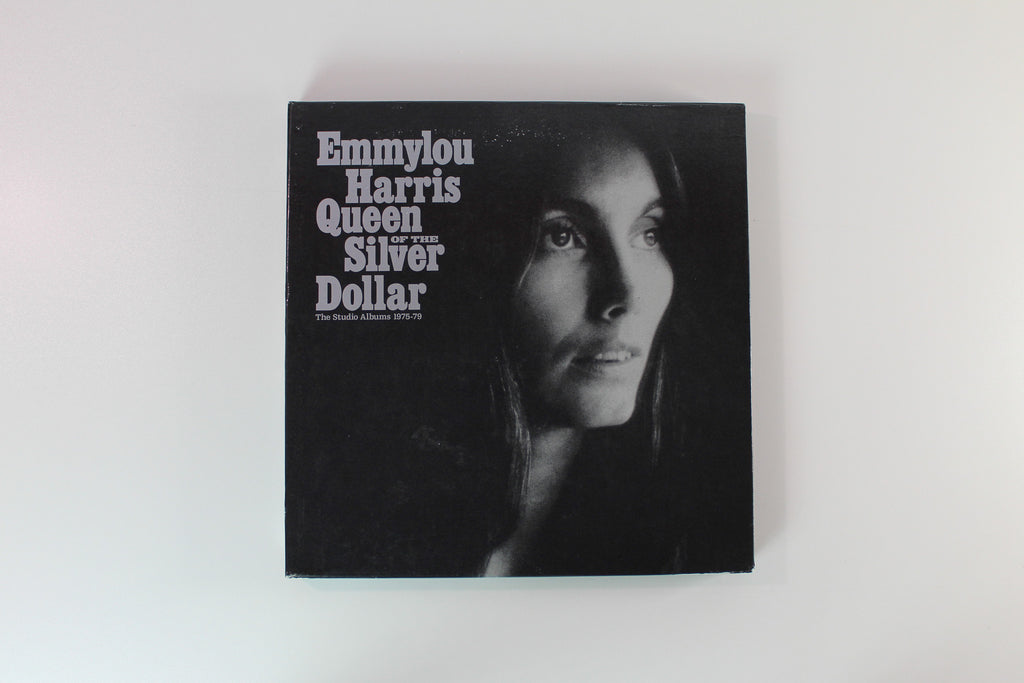 Emmylou
Harris
Queen
OF THE
Silver
Dollar
The Studio Albums 1975-79